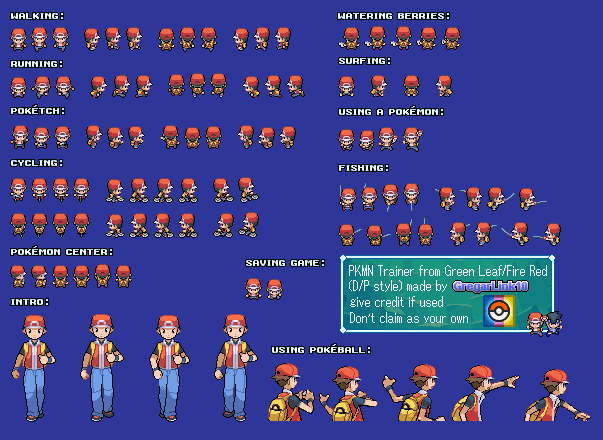 WALKING:
WATERING BERRIES:
RUNNING:
SURFING:
POKÉTCH:
USING A POKÉMON:
CYCLING:
FISHING:
POKÉMON CENTER:
SAVING GAME:
PKMN Trainer from Green Leaf/Fire Red
(D/P style) made by GregarLink10
give credit if used
Don't claim as your own
INTRO:
USING POKÉBALL: